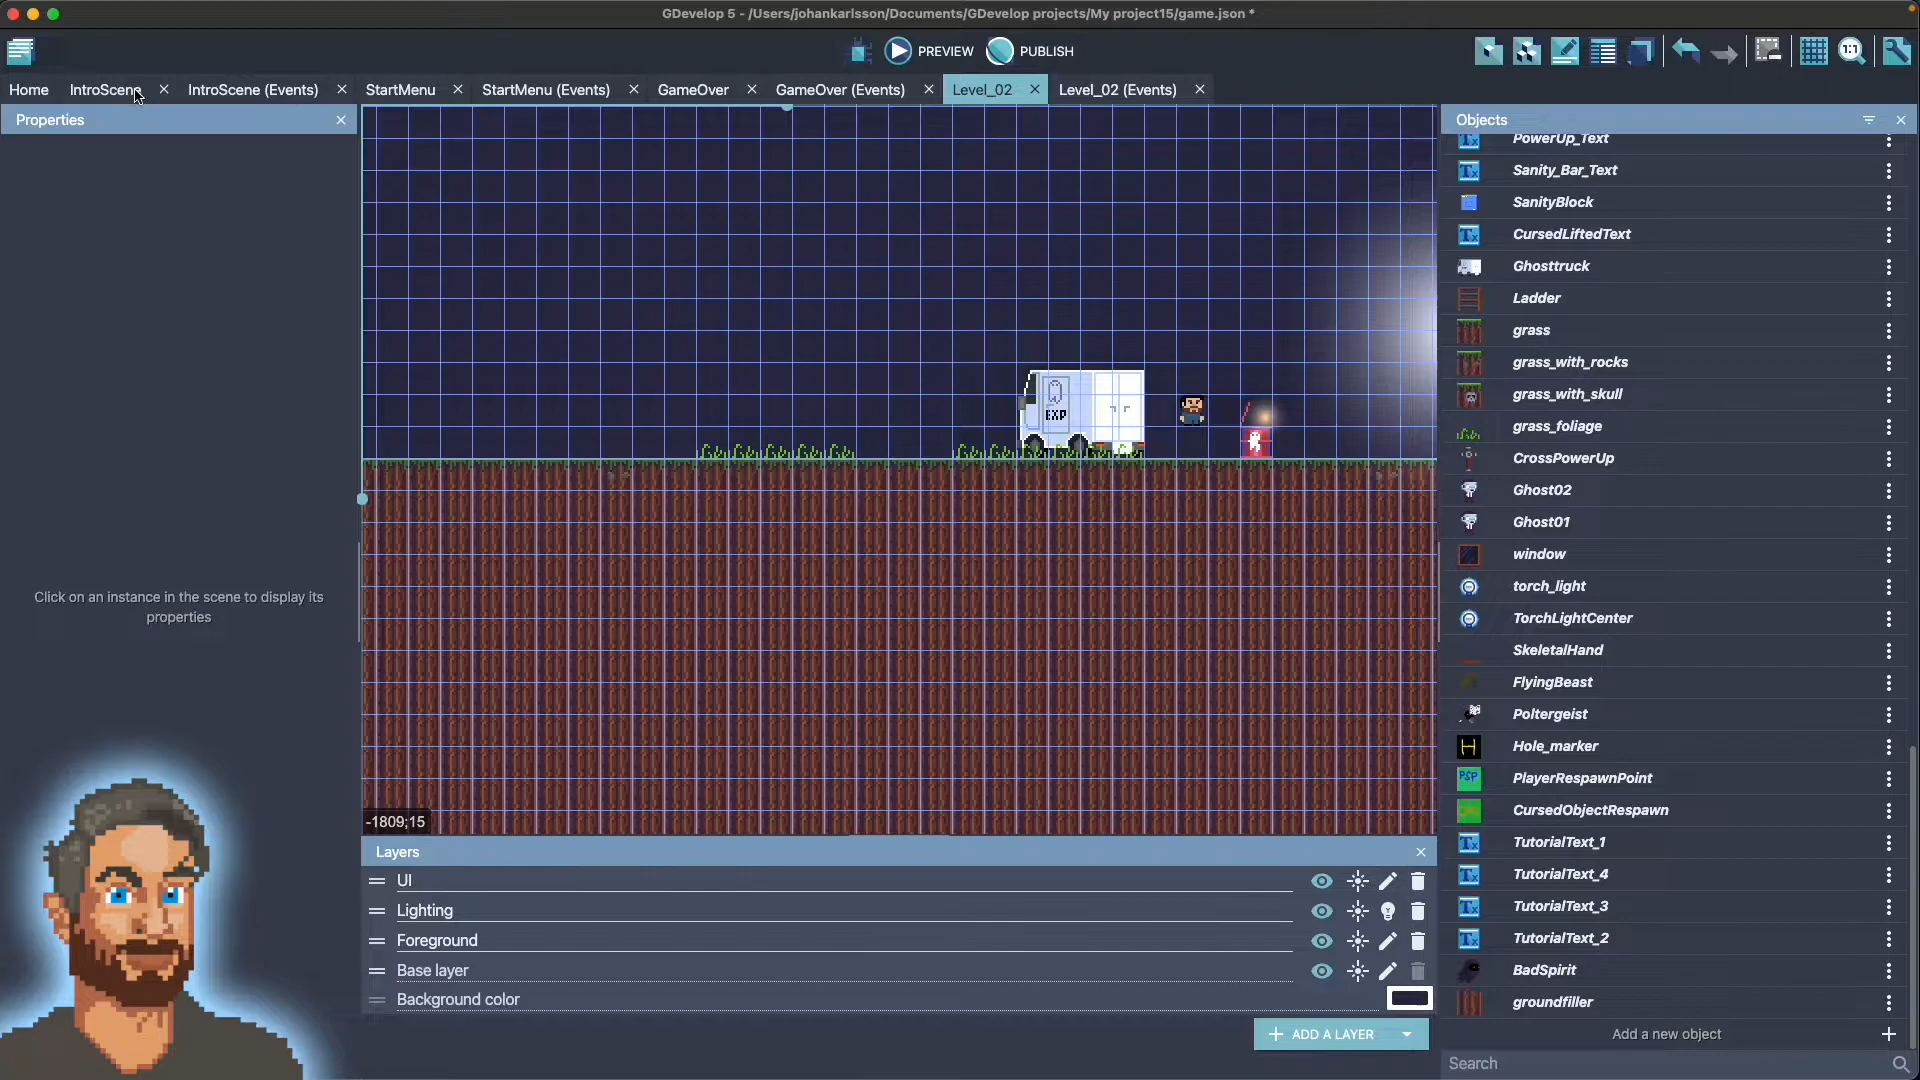 GDevelop 5 - /Users/johankarlsson/Documents/GDevelop projects/My project15/game.json *
PREVIEW
PUBLISH
1:1
Home
IntroScene
IntroScene (Events)
StartMenu
StartMenu (Events)
GameOver
GameOver (Events)
Level_02
Level_02 (Events)
Properties
Click on an instance in the scene to display its
properties
EXP
-1809;15
Layers
UI
Lighting
Foreground
Base layer
Background color
ADD A LAYER
Objects
PowerUp_Text
Sanity_Bar_Text
SanityBlock
CursedLiftedText
Ghosttruck
Ladder
grass
grass_with_rocks
grass_with_skull
grass_foliage
CrossPowerUp
Ghost02
Ghost01
window
torch_light
TorchLightCenter
SkeletalHand
FlyingBeast
Poltergeist
H
Hole_marker
PSP
PlayerRespawnPoint
CursedObjectRespawn
TutorialText_1
TutorialText_4
TutorialText_3
TutorialText_2
BadSpirit
groundfiller
Add a new object
Search